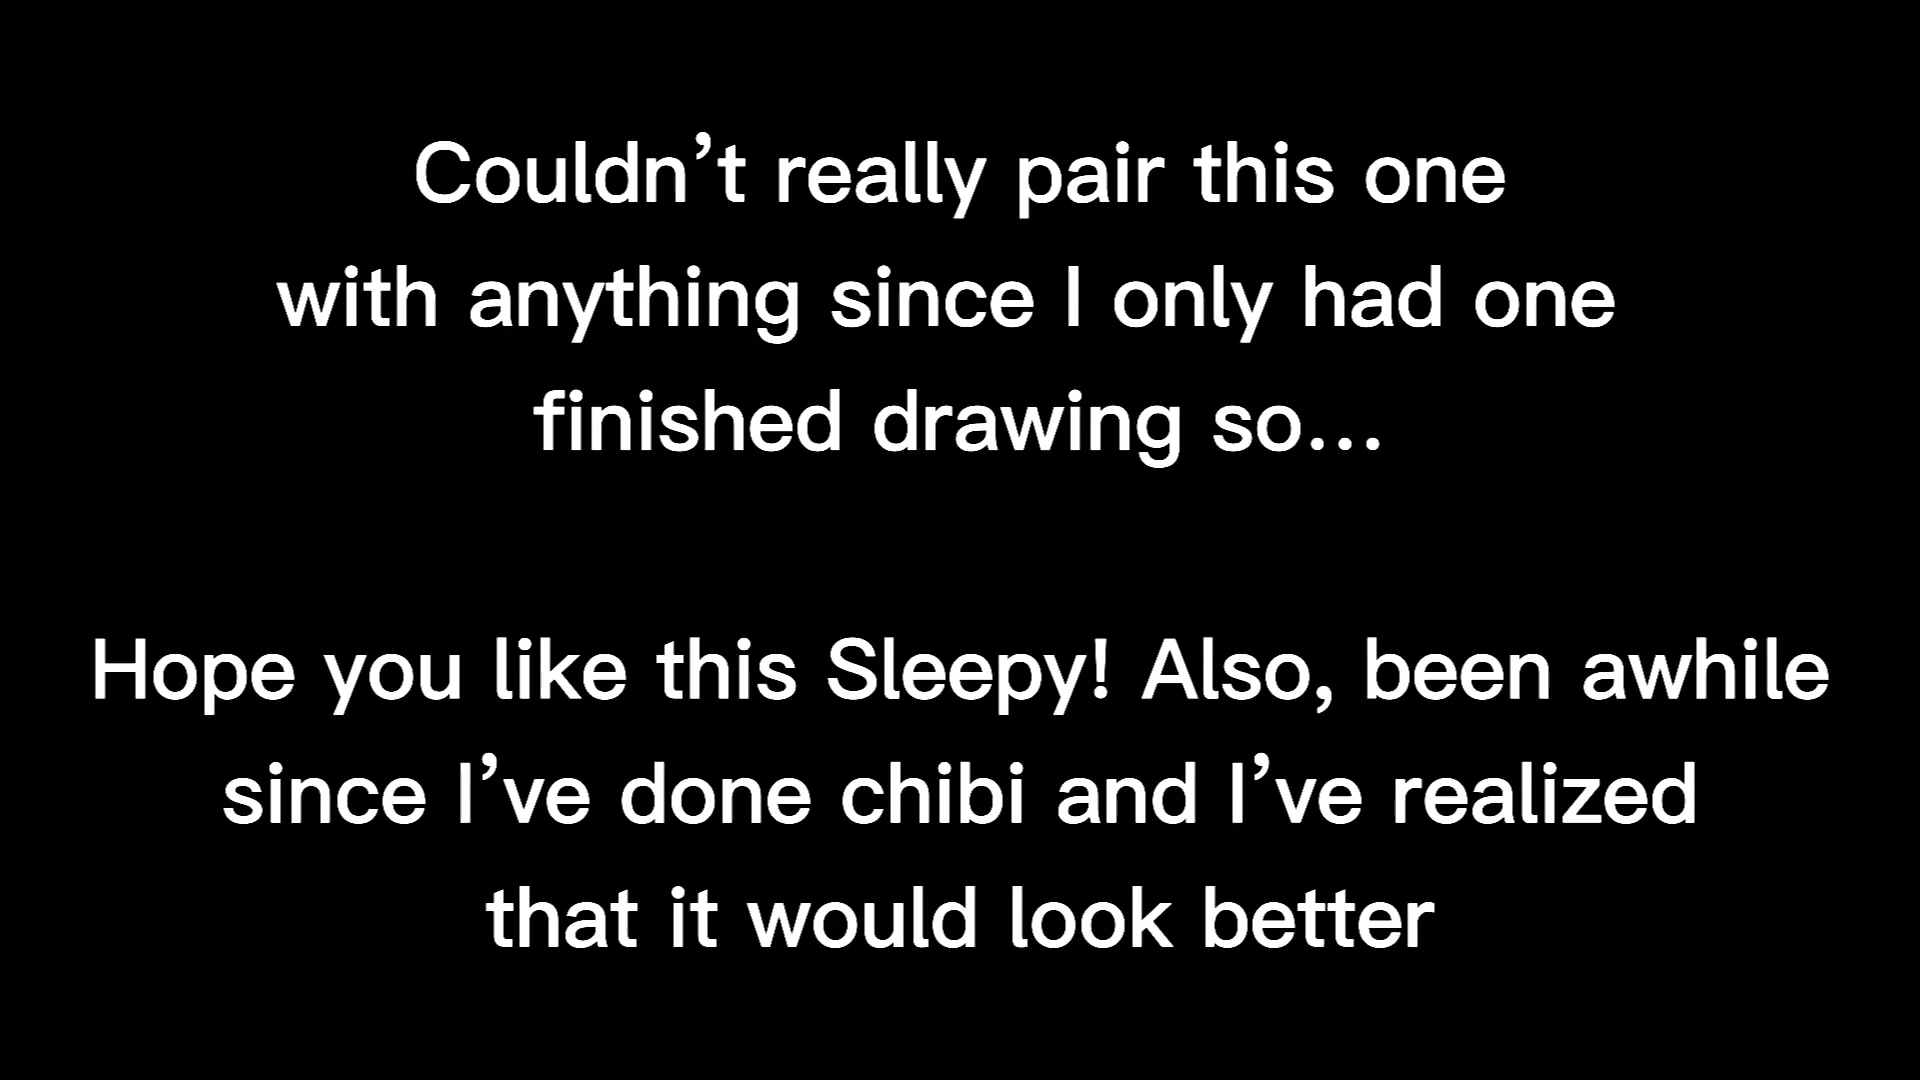 Couldn’t really pair this one
with anything since I only had one
finished drawing so...
Hope you like this Sleepy! Also, been awhile
since I’ve done chibi and I’ve realized
that it would look better